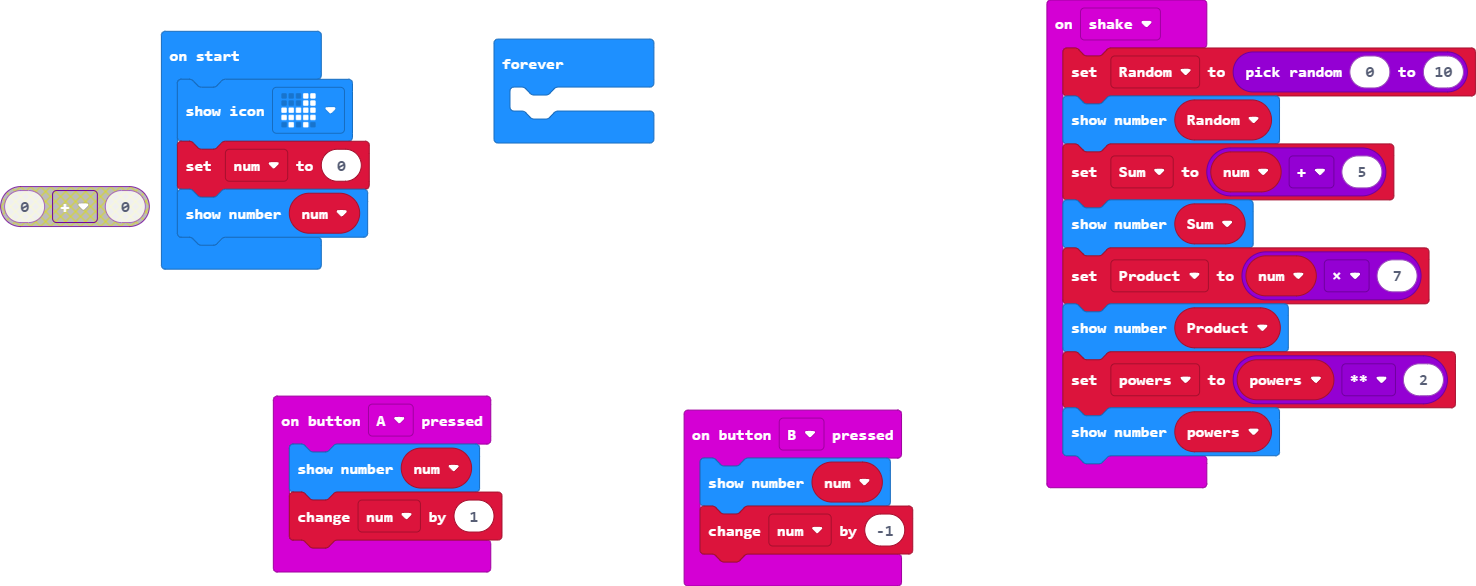 on start
show icon
set num to 0
show number num
0 + 0
forever
on button A pressed
show number num
change num by 1
on button B pressed
show number num
change num by -1
on shake
set Random to pick random 0 to 10
show number Random
set Sum to num + 5
show number Sum
set Product to num × 7
show number Product
set powers to powers ** 2
show number powers